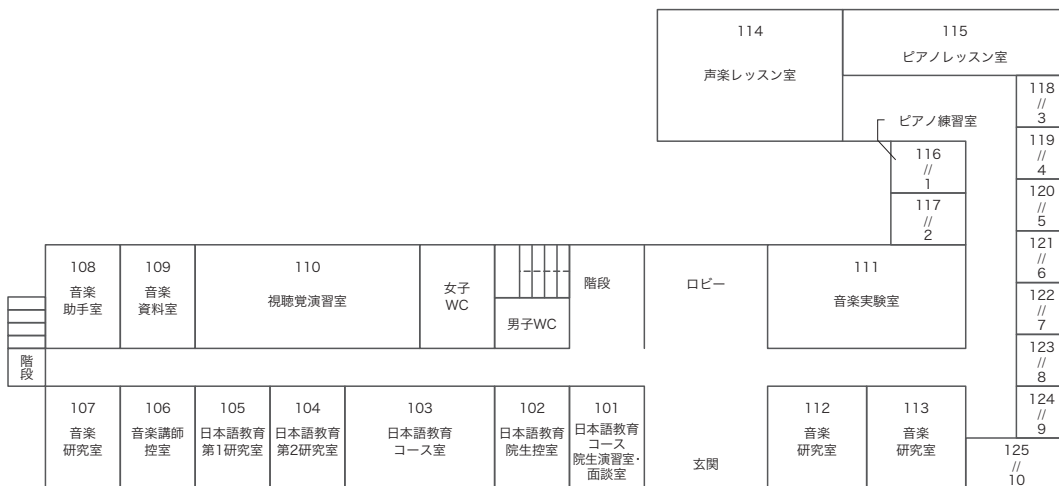 114
声楽レッスン室
115
ピアノレッスン室
ピアノ練習室
116
//
1
117
//
2
118
//
3
119
//
4
120
//
5
121
//
6
122
//
7
123
//
8
124
//
9
125
//
10
108
音楽
助手室
109
音楽
資料室
110
視聴覚演習室
女子
WC
男子WC
階段
ロビー
111
音楽実験室
階
段
107
音楽
研究室
106
音楽講師
控室
105
日本語教育
第1研究室
104
日本語教育
第2研究室
103
日本語教育
コース室
102
日本語教育
院生控室
101
日本語教育
コース
院生演習室・
面談室
玄関
112
音楽
研究室
113
音楽
研究室